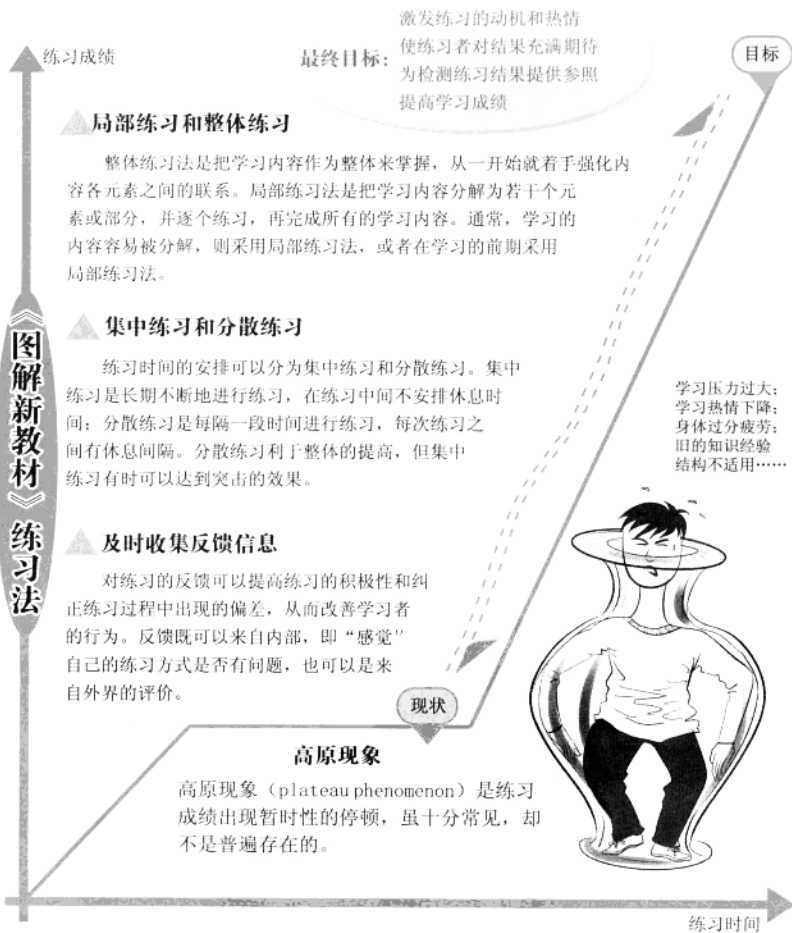 练习成绩
最终目标：
激发练习的动机和热情
使练习者对结果充满期待
为检测练习结果提供参照
提高学习成绩
目标
局部练习和整体练习
整体练习法是把学习内容作为整体来掌握，从一开始就着手强化内
容各元素之间的联系。局部练习法是把学习内容分解为若干个元
素或部分，并逐个练习，再完成所有的学习内容。通常，学习的
内容容易被分解，则采用局部练习法，或者在学习的前期采用
局部练习法。
集中练习和分散练习
练习时间的安排可以分为集中练习和分散练习。集中
练习是长期不断地进行练习，在练习中间不安排休息时
间；分散练习是每隔一段时间进行练习，每次练习之
间有休息间隔。分散练习利于整体的提高，但集中
练习有时可以达到突击的效果。
及时收集反馈信息
对练习的反馈可以提高练习的积极性和纠
正练习过程中出现的偏差，从而改善学习者
的行为。反馈既可以来自内部，即“感觉”
自己的练习方式是否有问题，也可以是来
自外界的评价。
《图解新教材》练习法
学习压力过大；
学习热情下降；
身体过分疲劳；
旧的知识经验
结构不适用……
现状
高原现象
高原现象（plateau phenomenon）是练习
成绩出现暂时性的停顿，虽十分常见，却
不是普遍存在的。
练习时间